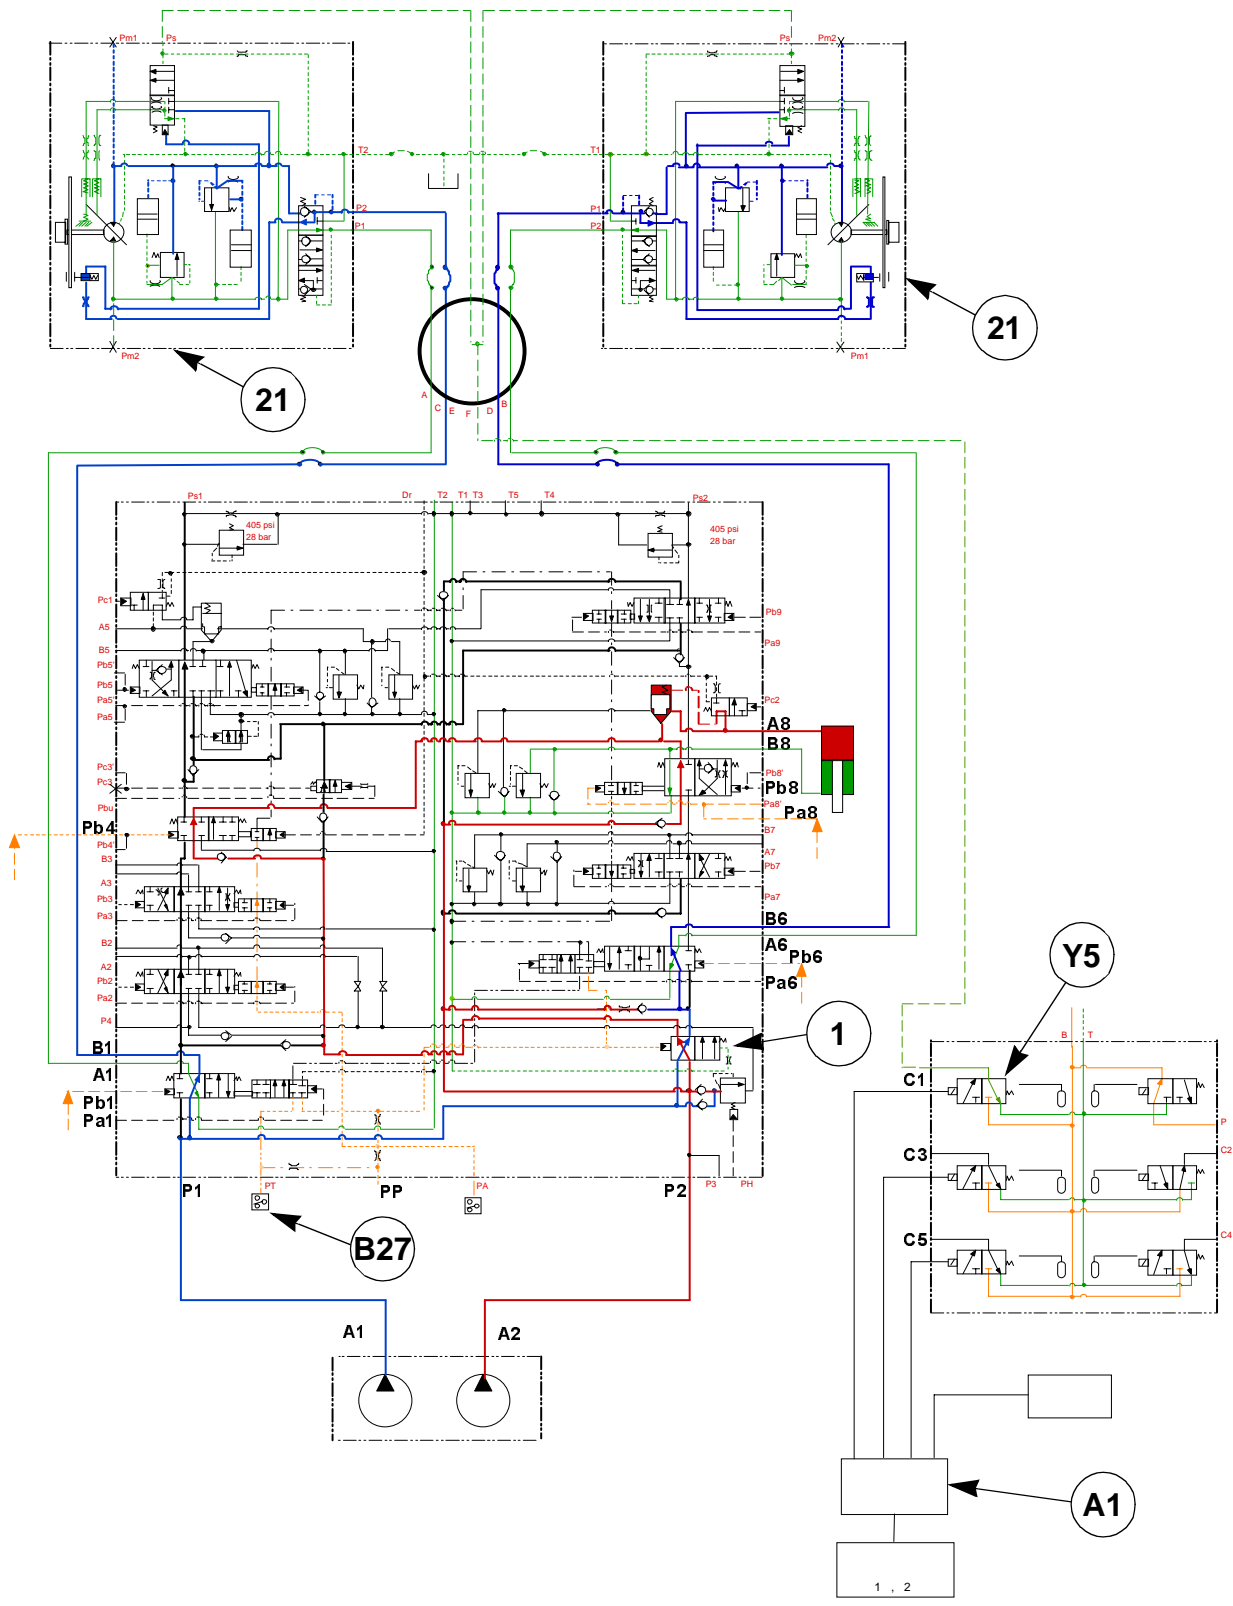 Pm1 Ps Ps Pm2
T2 T1
P2 P1
P1 P2
Pm2 Pm1
21 21
A C E F D B
Ps1 Dr T2 T1 T3 T5 T4 Ps2
405 psi 405 psi
28 bar 28 bar
Pc1
A5
B5
Pb5'
Pb5
Pa5'
Pa5
Pc3'
Pc3
Pbu
Pb4
Pb4'
B3
A3
Pb3
Pa3
B2
A2
Pb2
Pa2
P4
B1
A1
Pb1
Pa1
Pb9
Pa9
Pc2
A8
B8
Pb8'
Pb8
Pa8'
Pa8
B7
A7
Pb7
Pa7
B6
A6
Pb6
Pa6
Y5
1
B T
C1
P
C3 C2
C5 C4
P1 PT PP PA P2 P3 PH
B27
A1 A2
A1
1 , 2